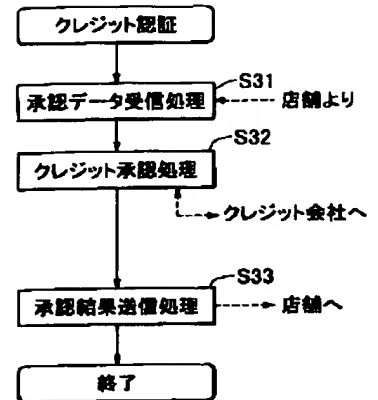 クレジット認証
S31
承認データ受信処理
店舗より
S32
クレジット承認処理
クレジット会社へ
S33
承認結果送信処理
店舗へ
終了